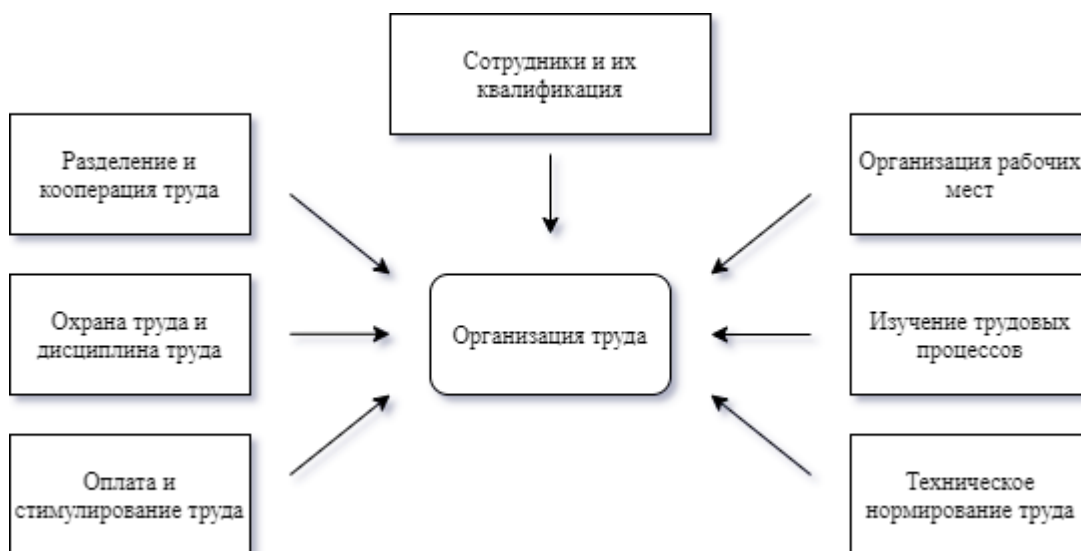 Сотрудники и их
квалификация
Разделение и
кооперация труда
Организация рабочих
мест
Охрана труда и
дисциплина труда
Организация труда
Изучение трудовых
процессов
Оплата и
стимулирование труда
Техническое
нормирование труда